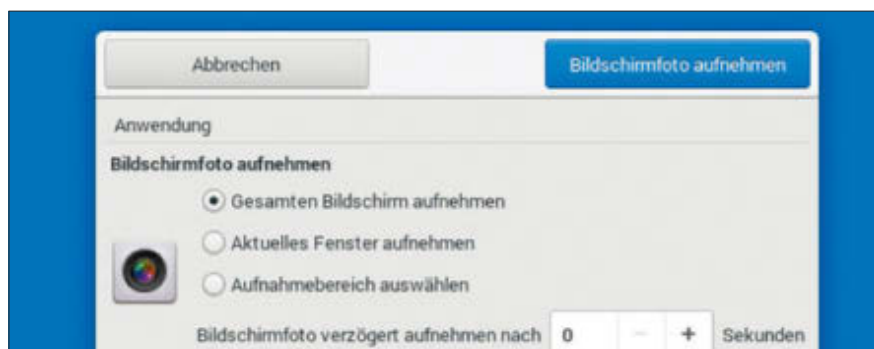 Abbrechen Bildschirmfoto aufnehmen
Anwendung
Bildschirmfoto aufnehmen
Gesamten Bildschirm aufnehmen
Aktuelles Fenster aufnehmen
Aufnahmebereich auswählen
Bildschirmfoto verzögert aufnehmen nach 0 − + Sekunden